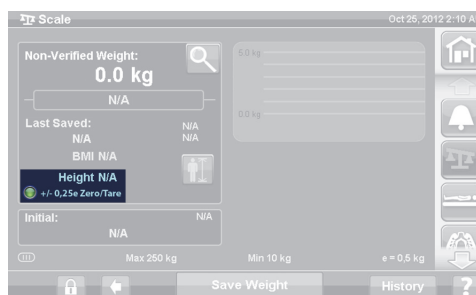 Scale
Oct 25, 2012 2:10 A
Non-Verified Weight:
0.0 kg
N/A
Last Saved:
N/A
N/A
N/A
BMI N/A
Height N/A
+/- 0,25e Zero/Tare
Initial:
N/A
N/A
6.0 kg
0.0 kg
Max 250 kg
Min 10 kg
e = 0,5 kg
Save Weight
History
?